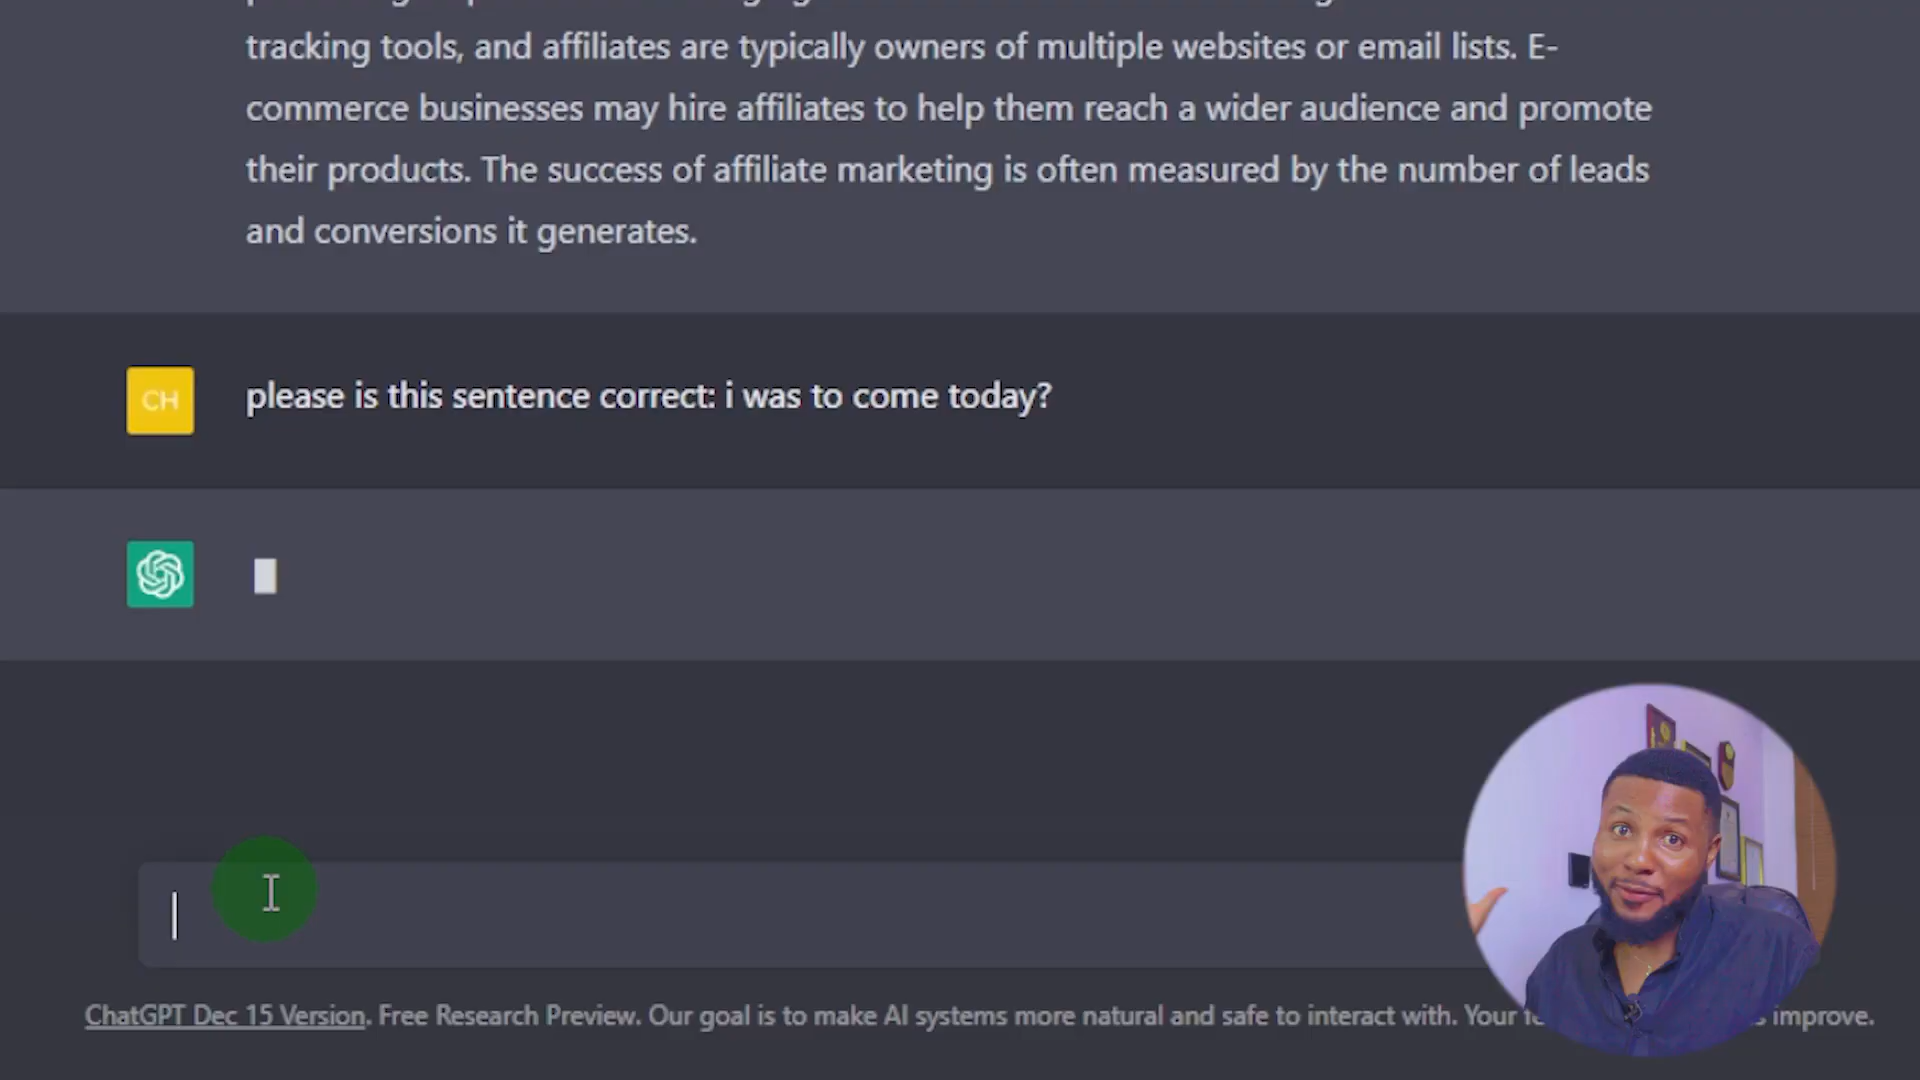 tracking tools, and affiliates are typically owners of multiple websites or email lists. E-
commerce businesses may hire affiliates to help them reach a wider audience and promote
their products. The success of affiliate marketing is often measured by the number of leads
and conversions it generates.
CH
please is this sentence correct: i was to come today?
ChatGPT Dec 15 Version. Free Research Preview. Our goal is to make AI systems more natural and safe to interact with. Your improve.